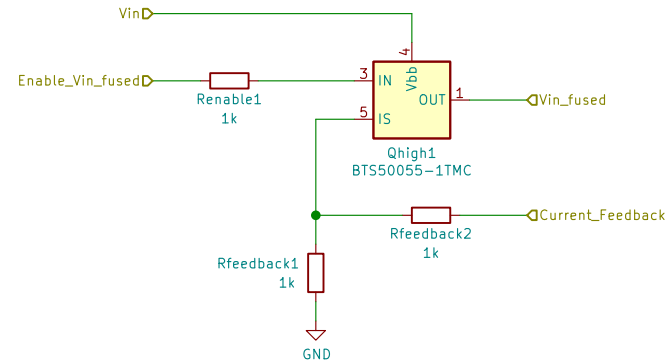 Vin
4
Vbb
Enable_Vin_fused
3
IN
Renable1
1k
OUT
1
Vin_fused
5
IS
Qhigh1
BTS50055-1TMC
Current_Feedback
Rfeedback2
1k
Rfeedback1
1k
GND